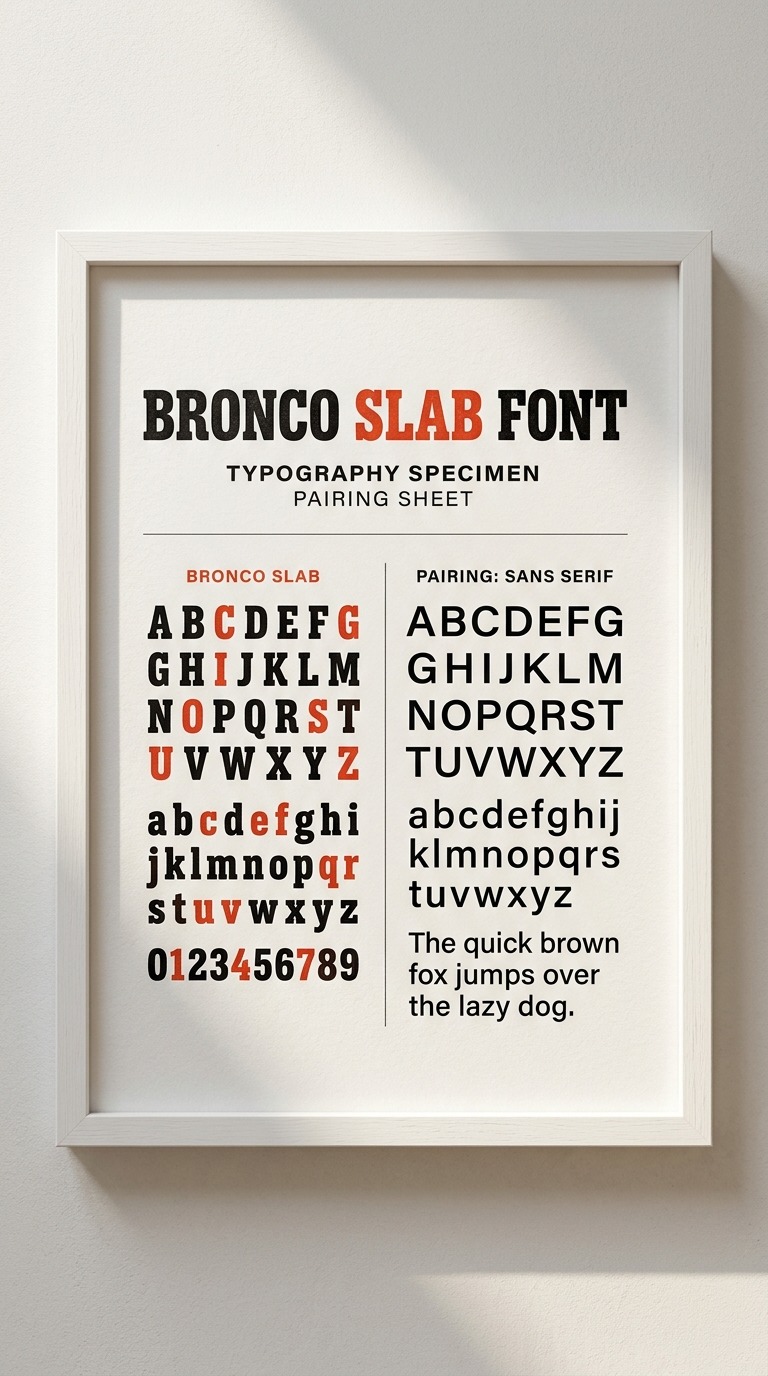 BRONCO SLAB FONT
TYPOGRAPHY SPECIMEN
PAIRING SHEET
BRONCO SLAB
ABCDEFG
GHIJKLM
NOPQRST
UVWXYZ
abcdefghi
jklmnopqr
stuvwxyz
0123456789
PAIRING: SANS SERIF
ABCDEFG
GHIJKLM
NOPQRST
TUVWXYZ
abcdefghij
klmnopqrs
tuvwxyz
The quick brown
fox jumps over
the lazy dog.